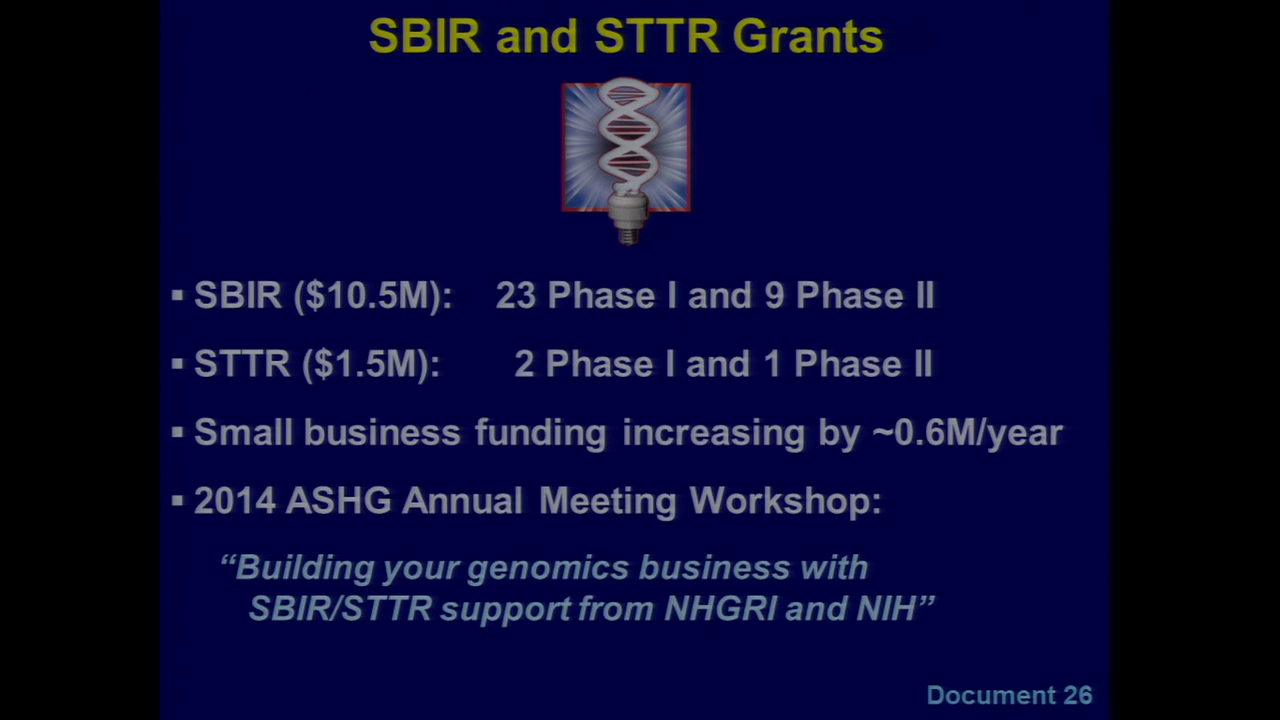 SBIR and STTR Grants
▪ SBIR ($10.5M): 23 Phase I and 9 Phase II
▪ STTR ($1.5M): 2 Phase I and 1 Phase II
▪ Small business funding increasing by ~0.6M/year
▪ 2014 ASHG Annual Meeting Workshop:
“Building your genomics business with
SBIR/STTR support from NHGRI and NIH”
Document 26